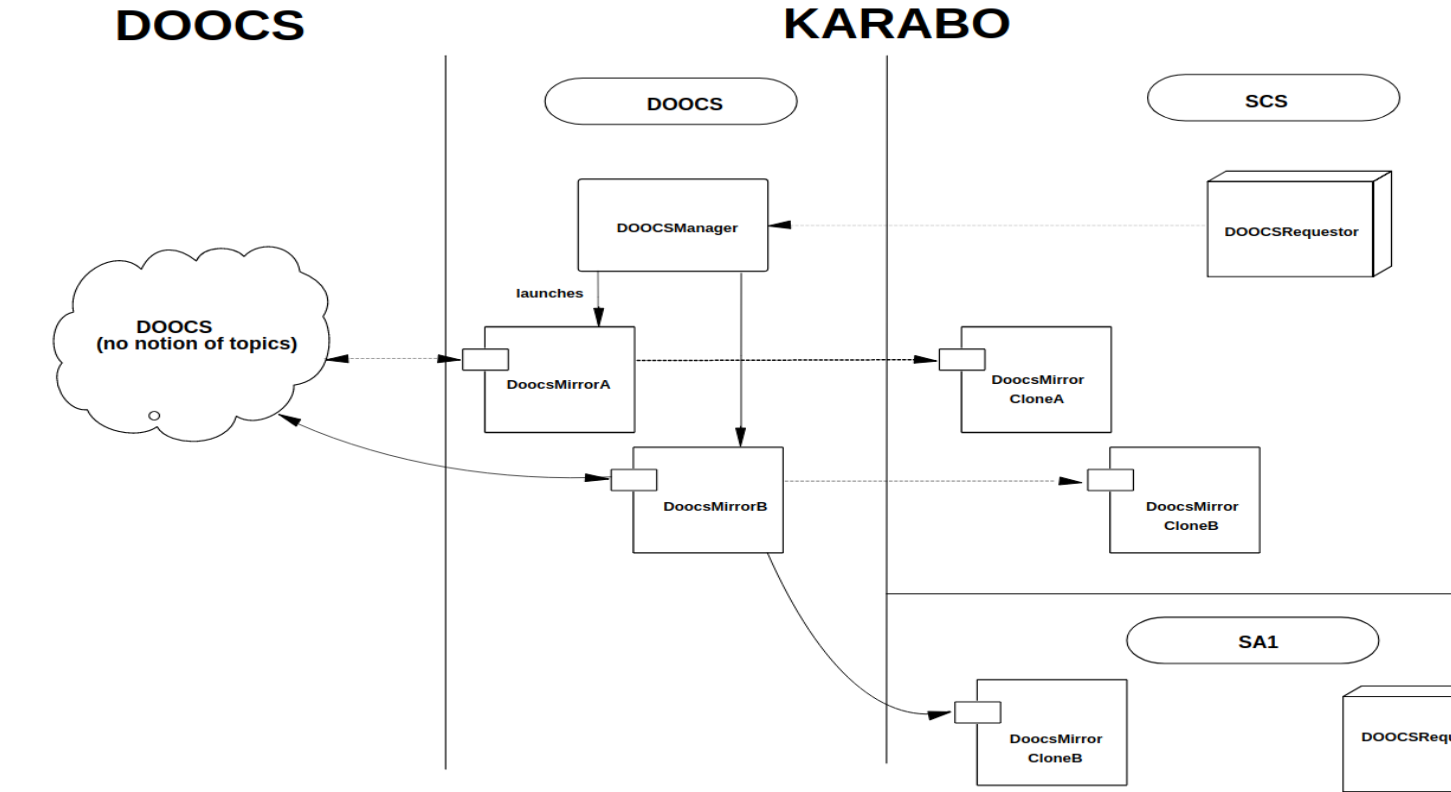 DOOCS
KARABO
DOOCS
SCS
DOOCSManager
DOOCSRequestor
launches
DOOCS
(no notion of topics)
DoocsMirrorA
DoocsMirror
CloneA
DoocsMirrorB
DoocsMirror
CloneB
SA1
DoocsMirror
CloneB
DOOCSRequ